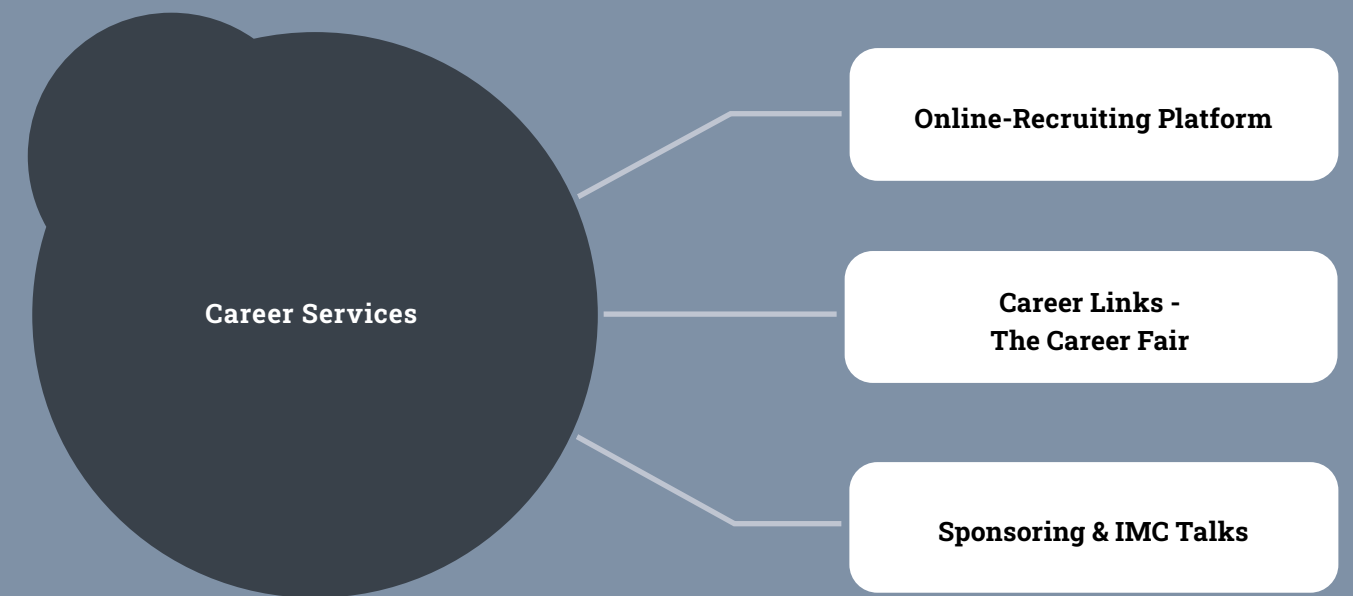 Online-Recruiting Platform
Career Services
Career Links -
The Career Fair
Sponsoring & IMC Talks